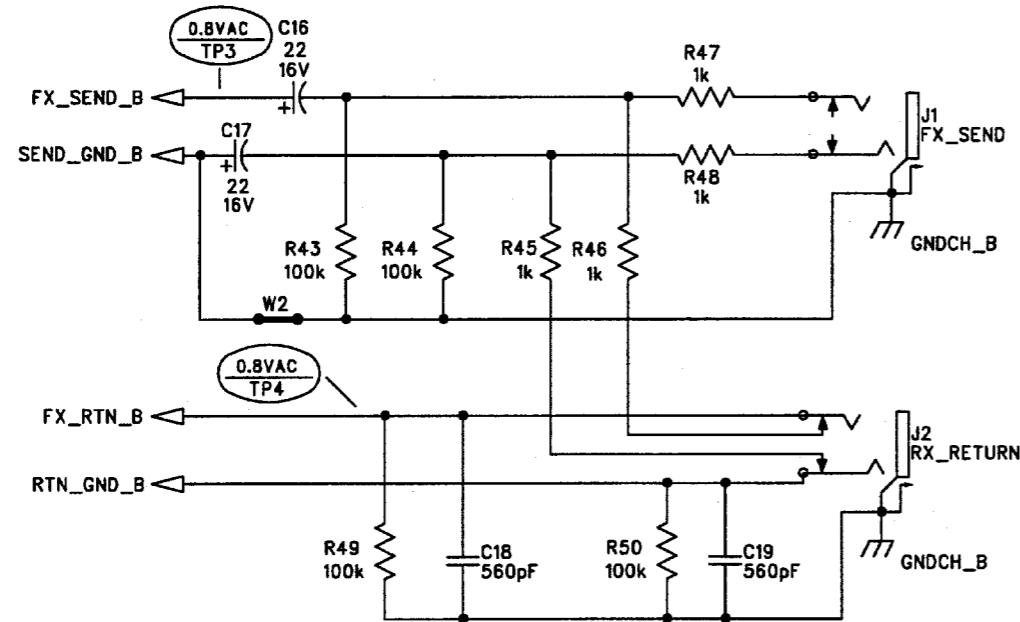 0.8VAC
TP3
C16
22
16V
FX_SEND_B
R47
1k
J1
FX_SEND
SEND_GND_B
C17
+
+
22
16V
R48
1k
GNDCH_B
R43
100k
R44
100k
R45
1k
R46
1k
W2
0.8VAC
TP4
FX_RTN_B
J2
RX_RETURN
RTN_GND_B
R49
100k
C18
560pF
R50
100k
C19
560pF
GNDCH_B